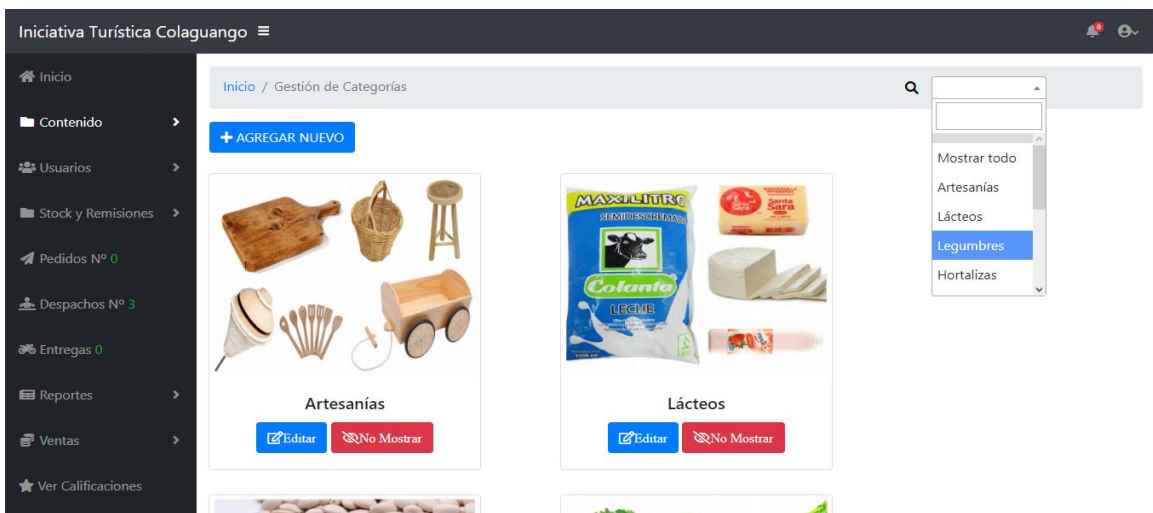 Iniciativa Turística Colaguango
Inicio
Contenido
Usuarios
Stock y Remisiones
Pedidos Nº 0
Despachos Nº 3
Entregas 0
Reportes
Ventas
Ver Calificaciones
Inicio / Gestión de Categorías
AGREGAR NUEVO
Mostrar todo
Artesanías
Lácteos
Legumbres
Hortalizas
MAXILITRO
SEMIDESCREMADA
Colanta
LECHE
Santa
Sara
Artesanías
Editar
No Mostrar
Lácteos
Editar
No Mostrar